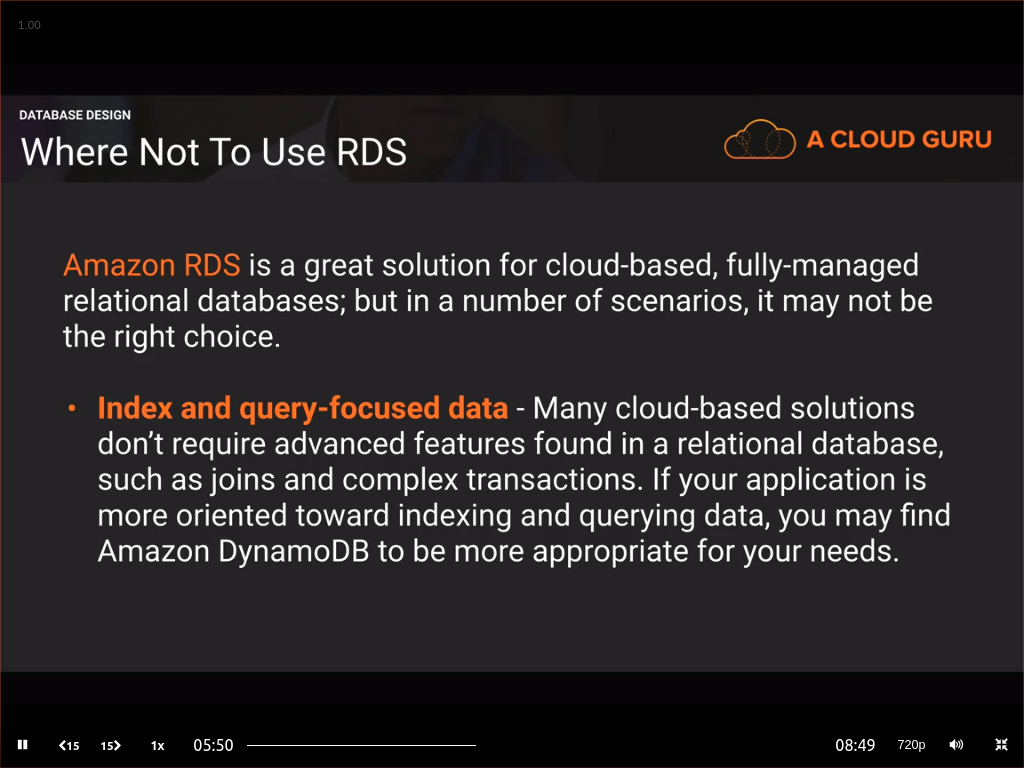 1.00
DATABASE DESIGN
Where Not To Use RDS
A CLOUD GURU
Amazon RDS is a great solution for cloud-based, fully-managed
relational databases; but in a number of scenarios, it may not be
the right choice.
• Index and query-focused data - Many cloud-based solutions
don’t require advanced features found in a relational database,
such as joins and complex transactions. If your application is
more oriented toward indexing and querying data, you may find
Amazon DynamoDB to be more appropriate for your needs.
15 15 1x 05:50 08:49 720p